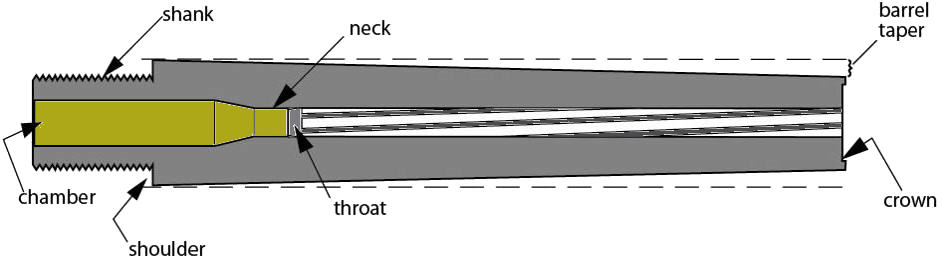 shank
neck
barrel
taper
chamber
throat
crown
shoulder